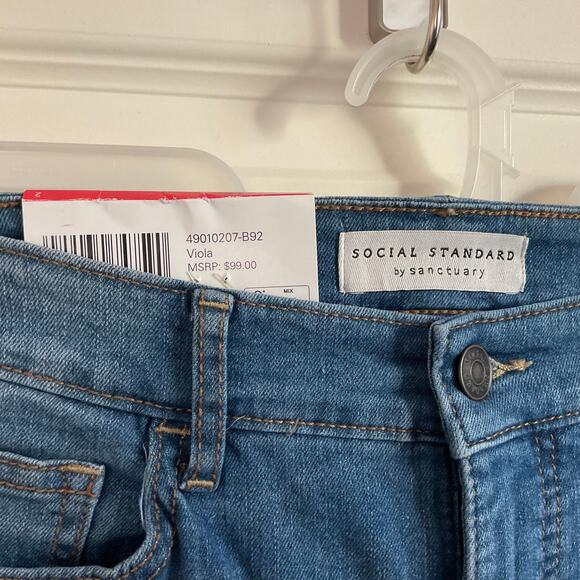 49010207-B92
Viola
MSRP: $99.00
MIX
SOCIAL STANDARD
by sanctuary